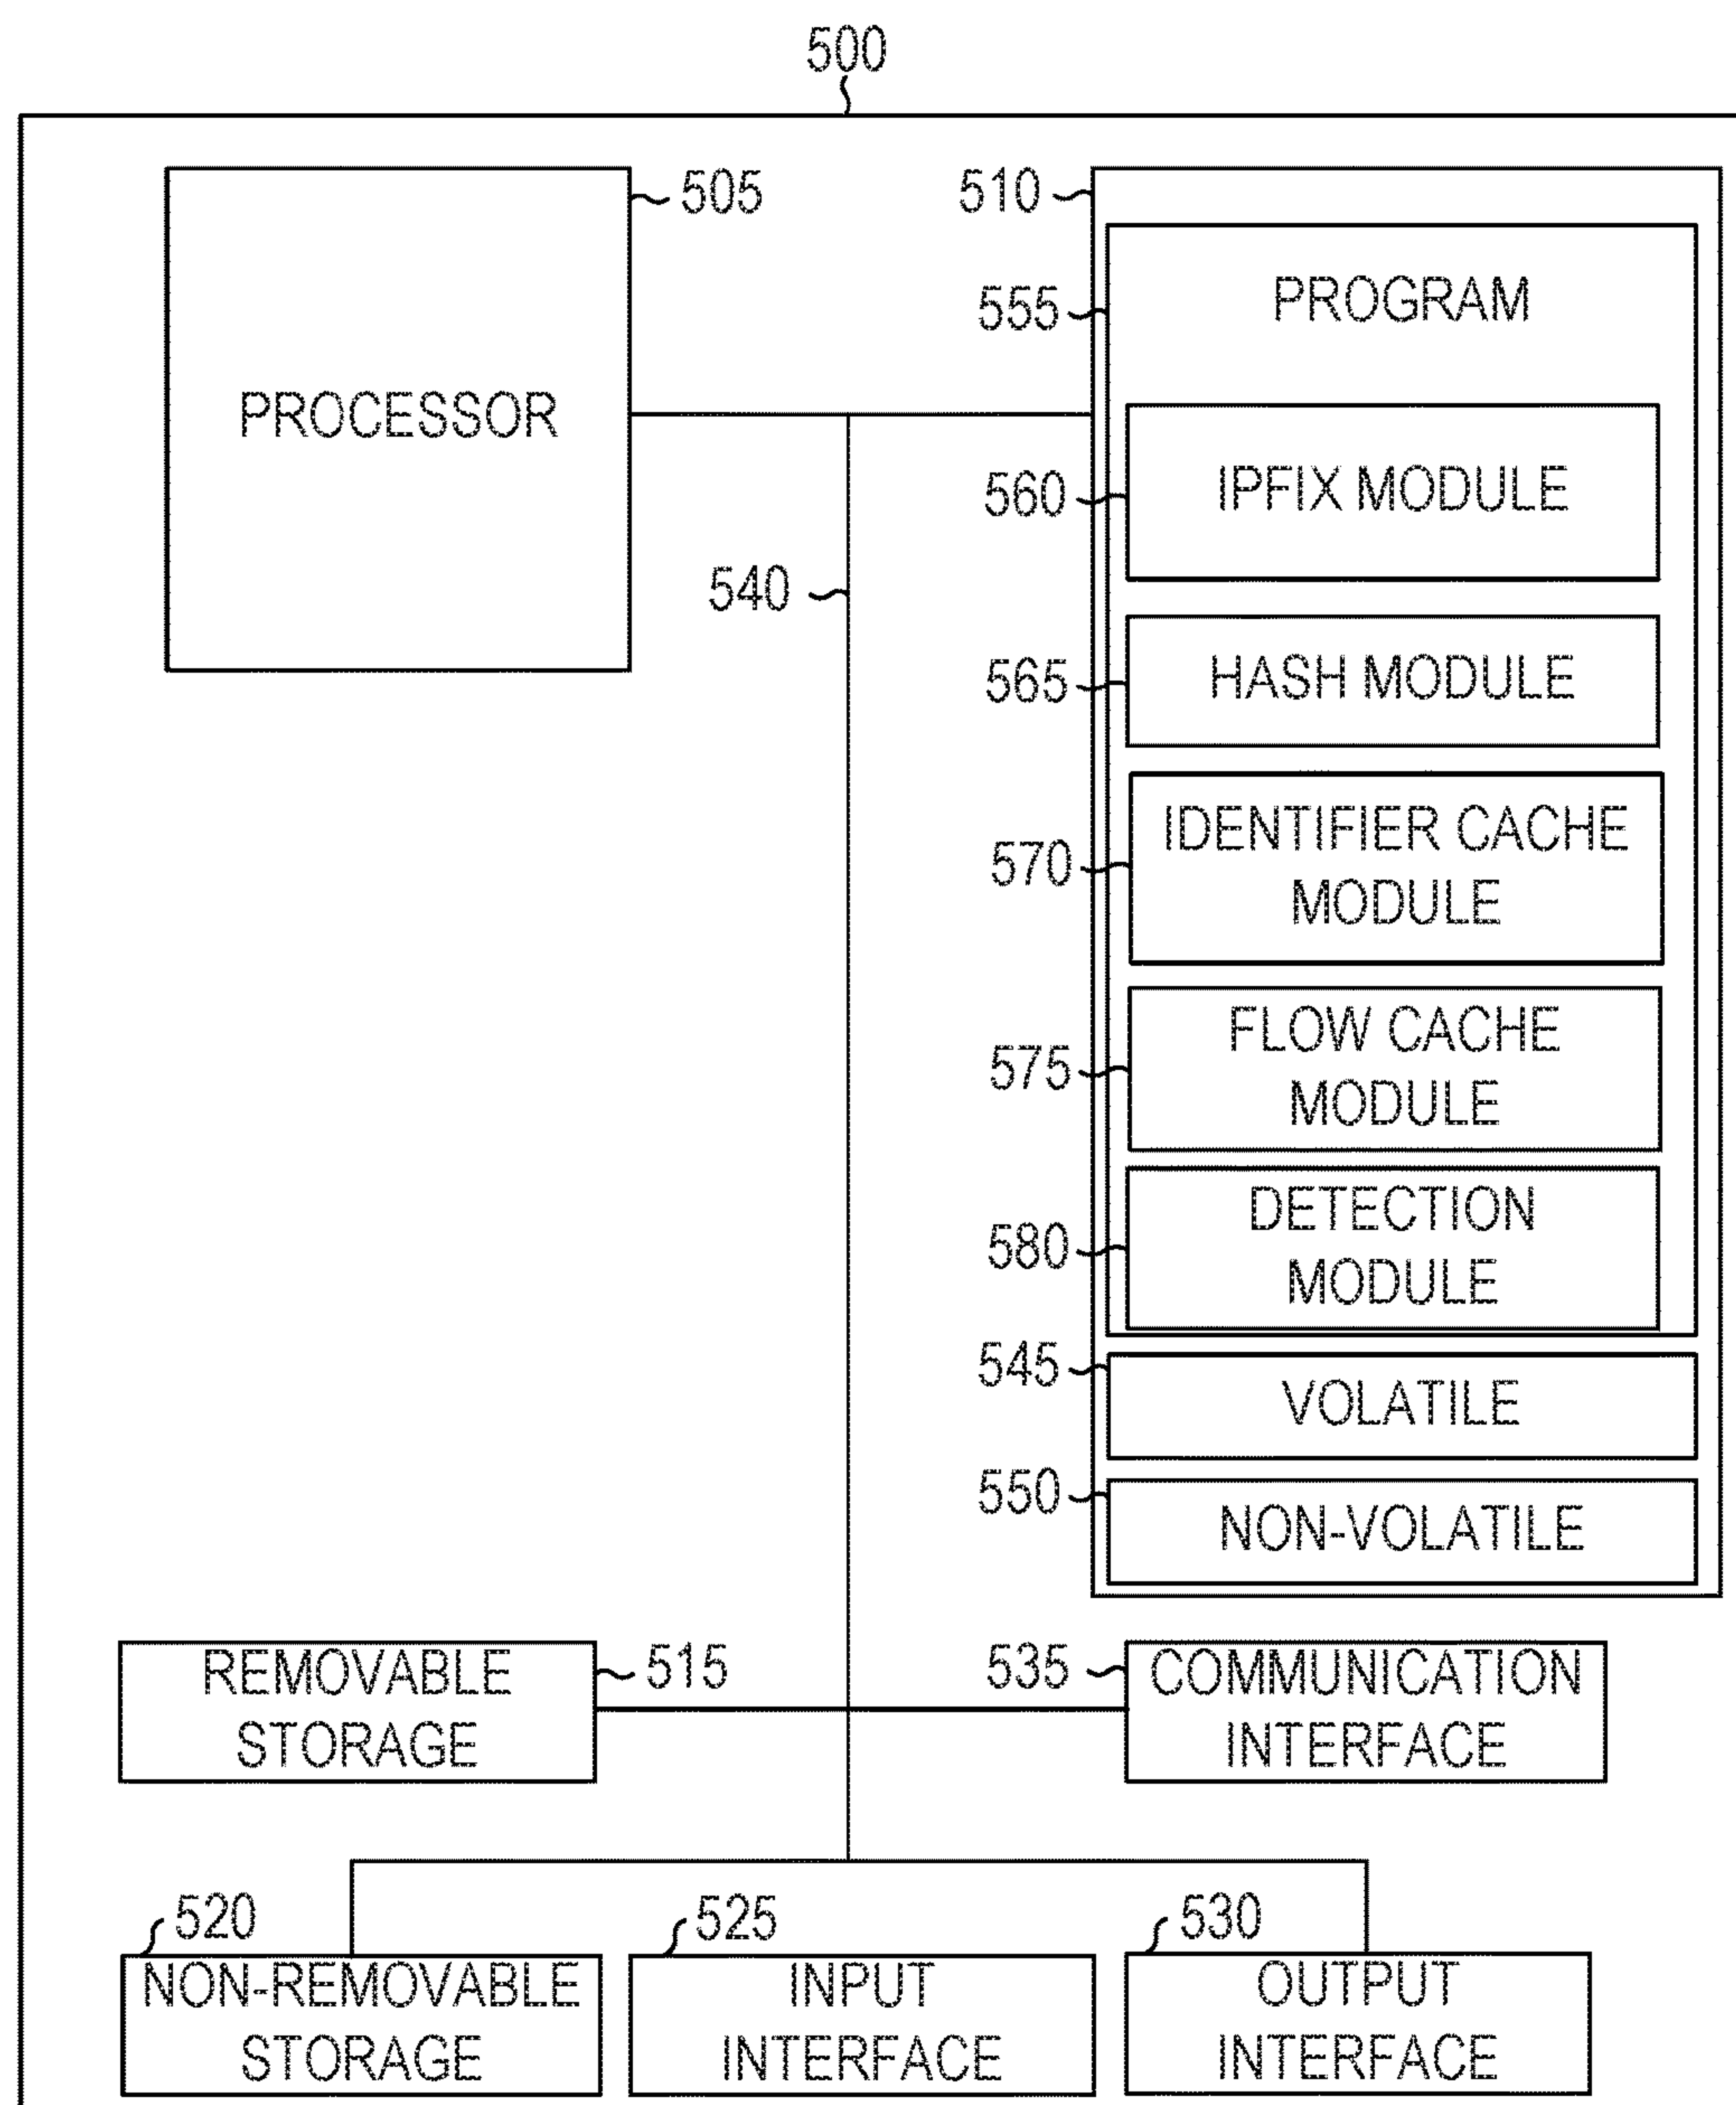 500
505
510
555
PROGRAM
PROCESSOR
560
IPFIX MODULE
540
565
HASH MODULE
570
IDENTIFIER CACHE
MODULE
575
FLOW CACHE
MODULE
580
DETECTION
MODULE
545
VOLATILE
550
NON-VOLATILE
REMOVABLE
STORAGE
515
535
COMMUNICATION
INTERFACE
520
525
530
NON-REMOVABLE
STORAGE
INPUT
INTERFACE
OUTPUT
INTERFACE